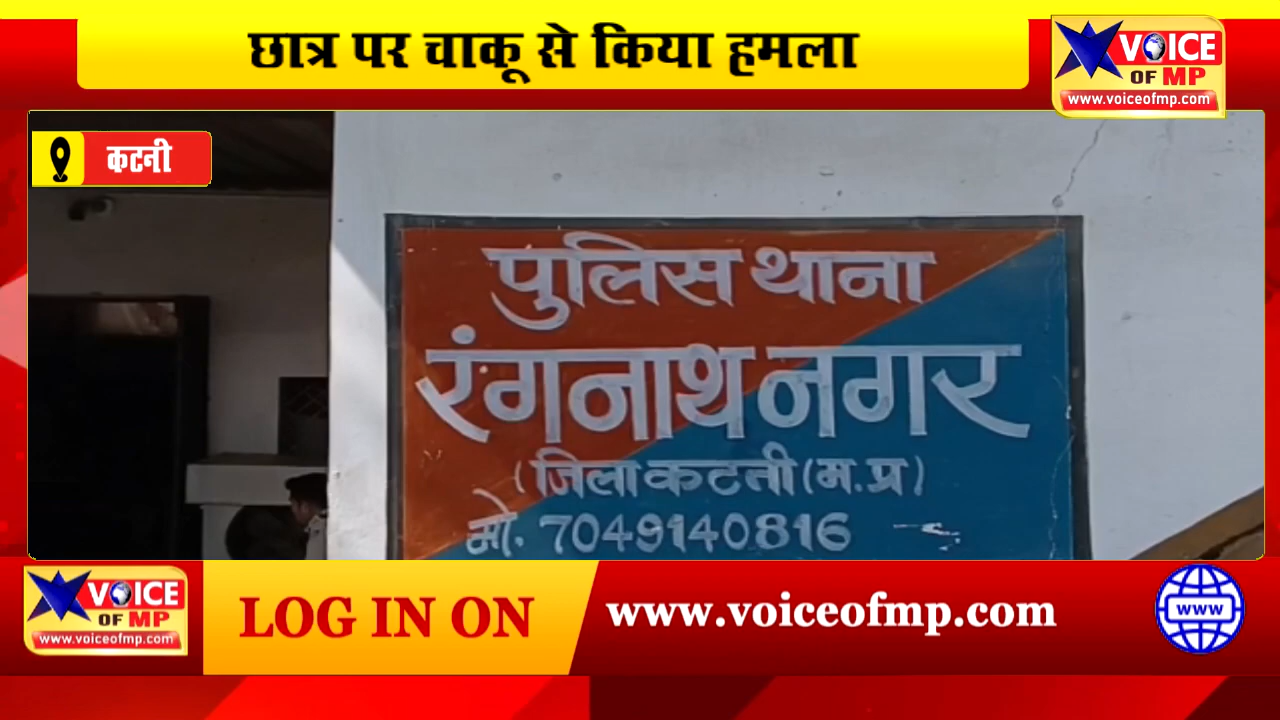 छात्र पर चाकू से किया हमला
VOICE
OF MP
www.voiceofmp.com
कटनी
पुलिस थाना
रंगनाथ नगर
(जिला कटनी (म.प्र)
मो. 7049140816
VOICE
OF MP
www.voiceofmp.com
LOG IN ON
www.voiceofmp.com
www